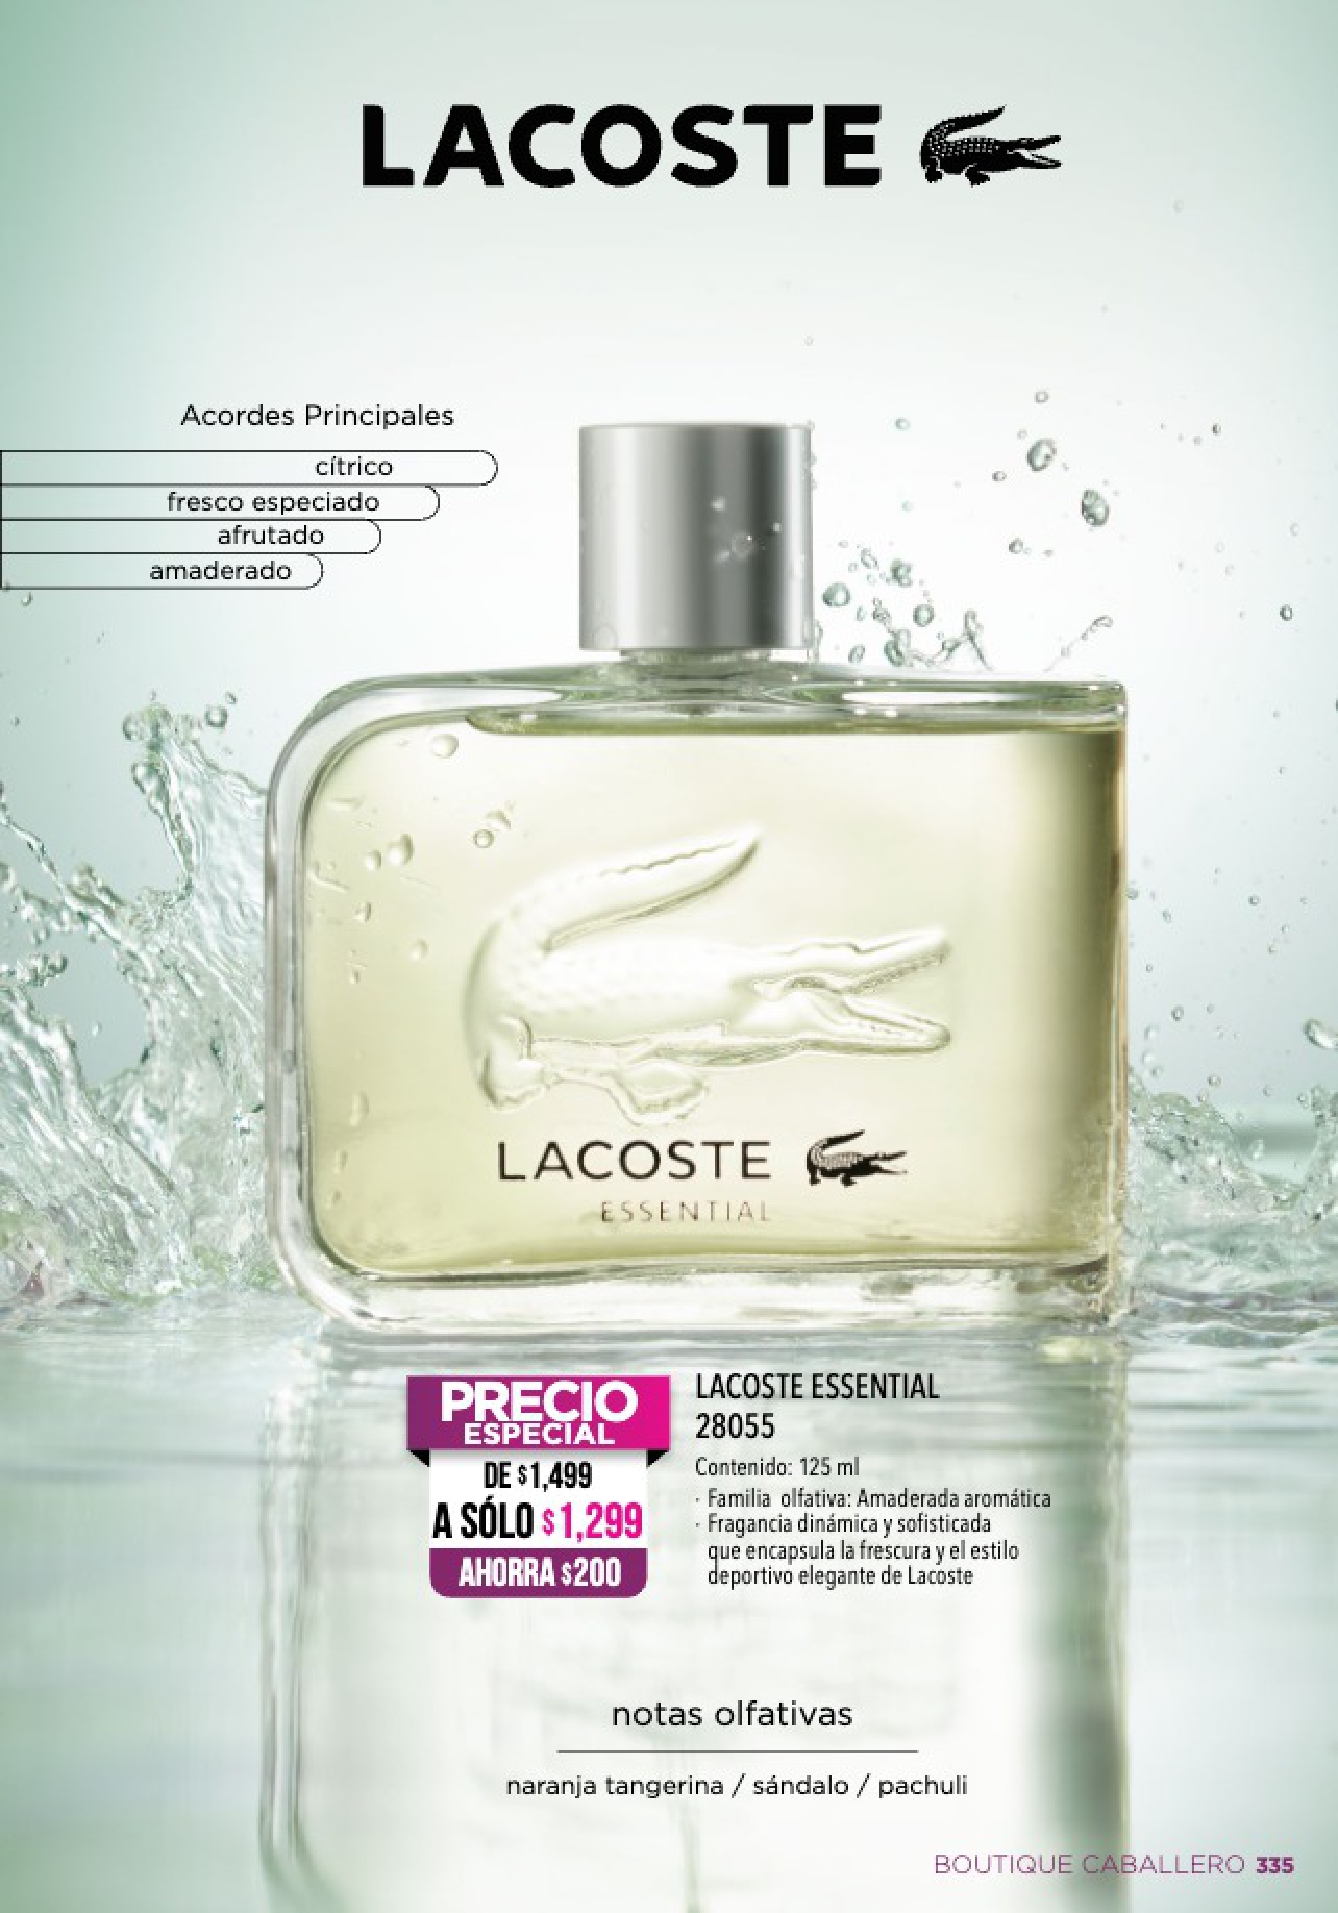 LACOSTE
Acordes Principales
cítrico
fresco especiado
afrutado
amaderado
LACOSTE
ESSENTIAL
PRECIO
ESPECIAL
DE $1,499
A SÓLO $1,299
AHORRA $200
LACOSTE ESSENTIAL
28055
Contenido: 125 ml
· Familia olfativa: Amaderada aromática
· Fragancia dinámica y sofisticada
que encapsula la frescura y el estilo
deportivo elegante de Lacoste
notas olfativas
naranja tangerina / sándalo / pachuli
BOUTIQUE CABALLERO 335